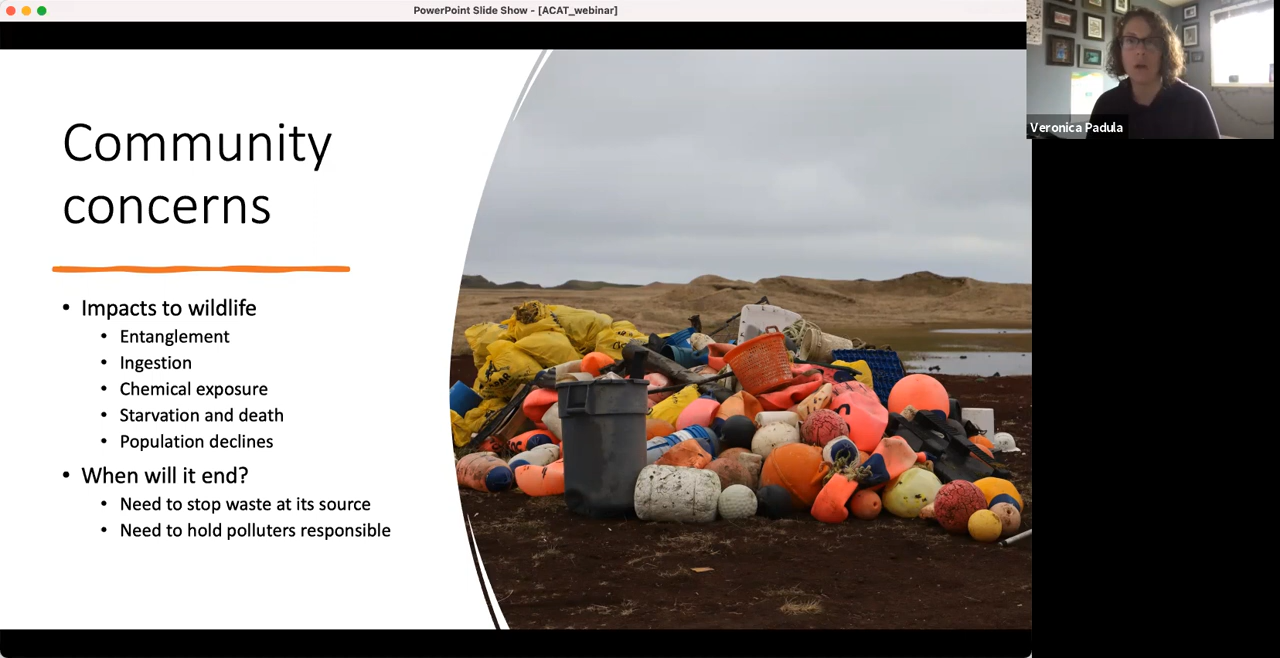 PowerPoint Slide Show - [ACAT_webinar]
Veronica Padula
Community
concerns
• Impacts to wildlife
• Entanglement
• Ingestion
• Chemical exposure
• Starvation and death
• Population declines
• When will it end?
• Need to stop waste at its source
• Need to hold polluters responsible